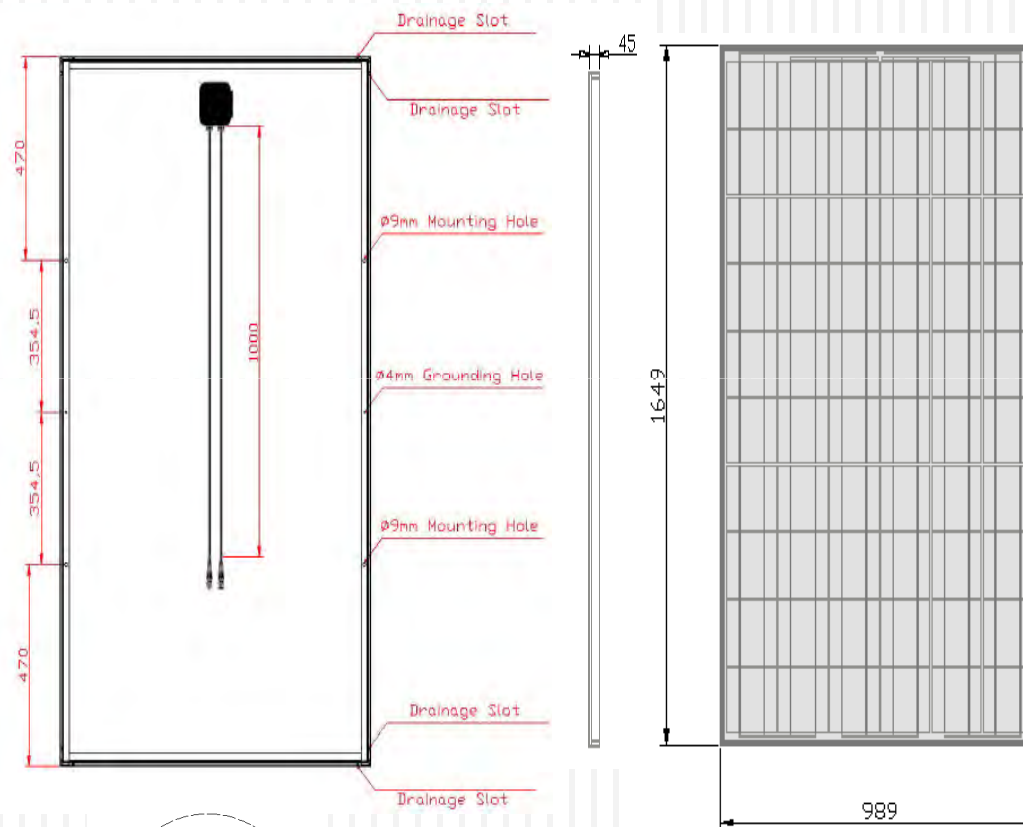 Drainage Slot
45
Drainage Slot
470
Ø9mm Mounting Hole
354,5
1000
Ø4mm Grounding Hole
1649
354,5
Ø9mm Mounting Hole
470
Drainage Slot
Drainage Slot
989